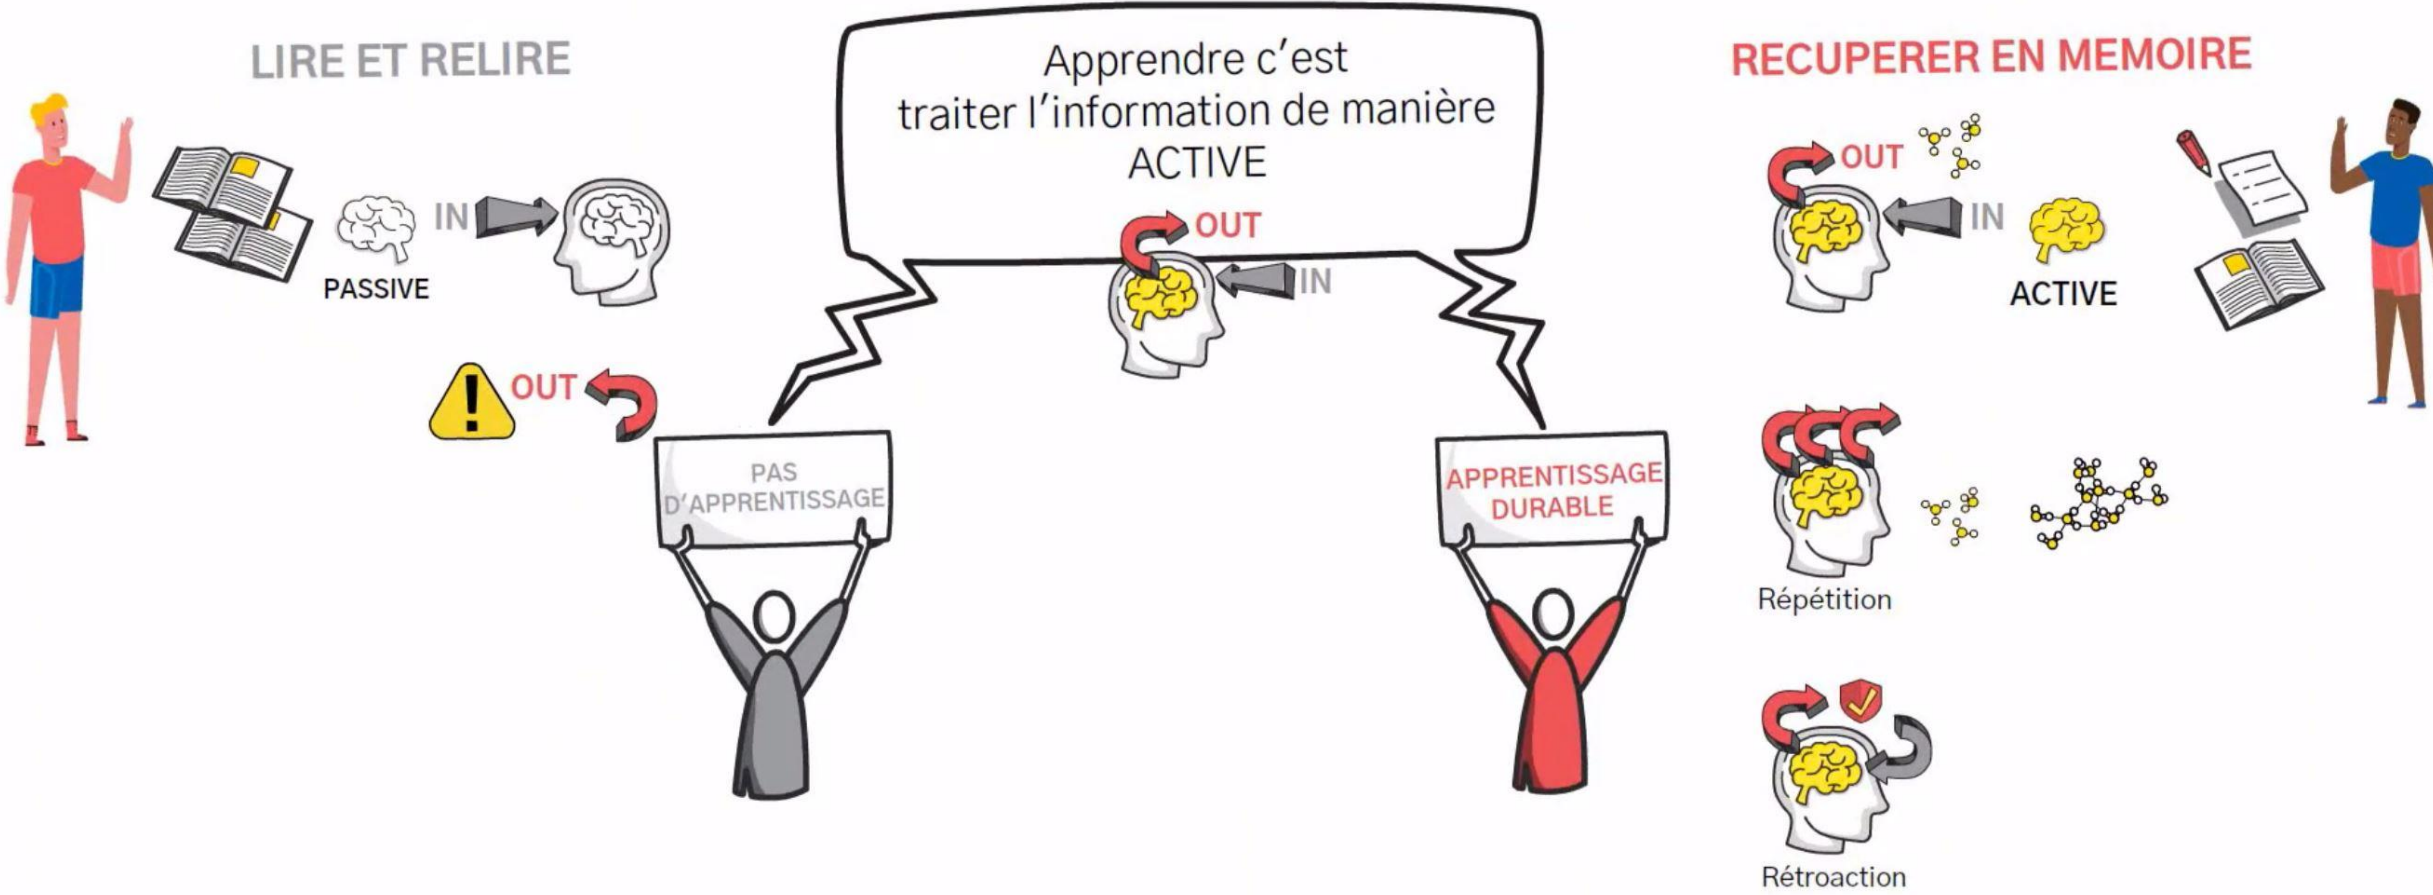 LIRE ET RELIRE
IN
PASSIVE
OUT
PAS
D'APPRENTISSAGE
Apprendre c'est
traiter l'information de manière
ACTIVE
OUT
IN
RECUPERER EN MEMOIRE
OUT
IN
ACTIVE
APPRENTISSAGE
DURABLE
Répétition
Rétroaction